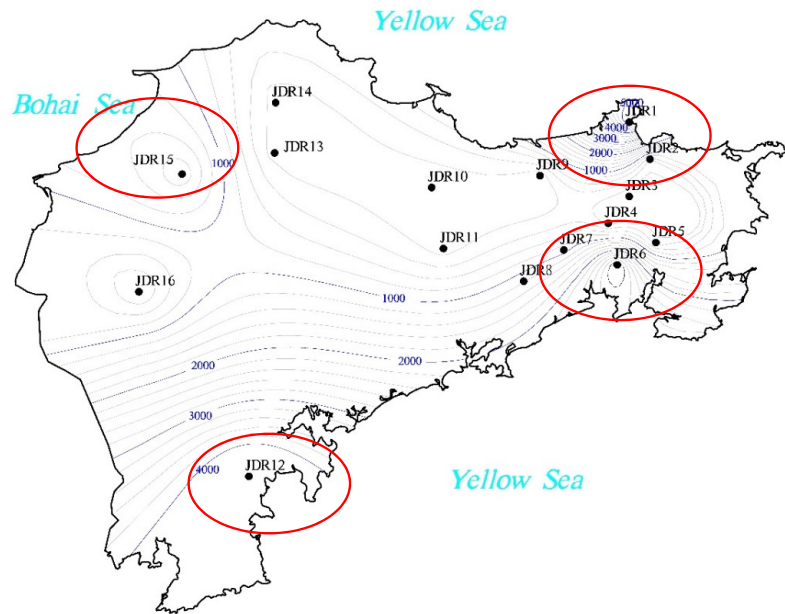 Yellow Sea
Bohai Sea
JDR14
5000
JDR1
4000
3000
2000
1000
JDR2
JDR13
JDR15
1000
JDR9
JDR10
JDR3
JDR4
JDR5
JDR11
JDR7
JDR6
JDR16
JDR8
1000
2000
2000
3000
4000
JDR12
Yellow Sea